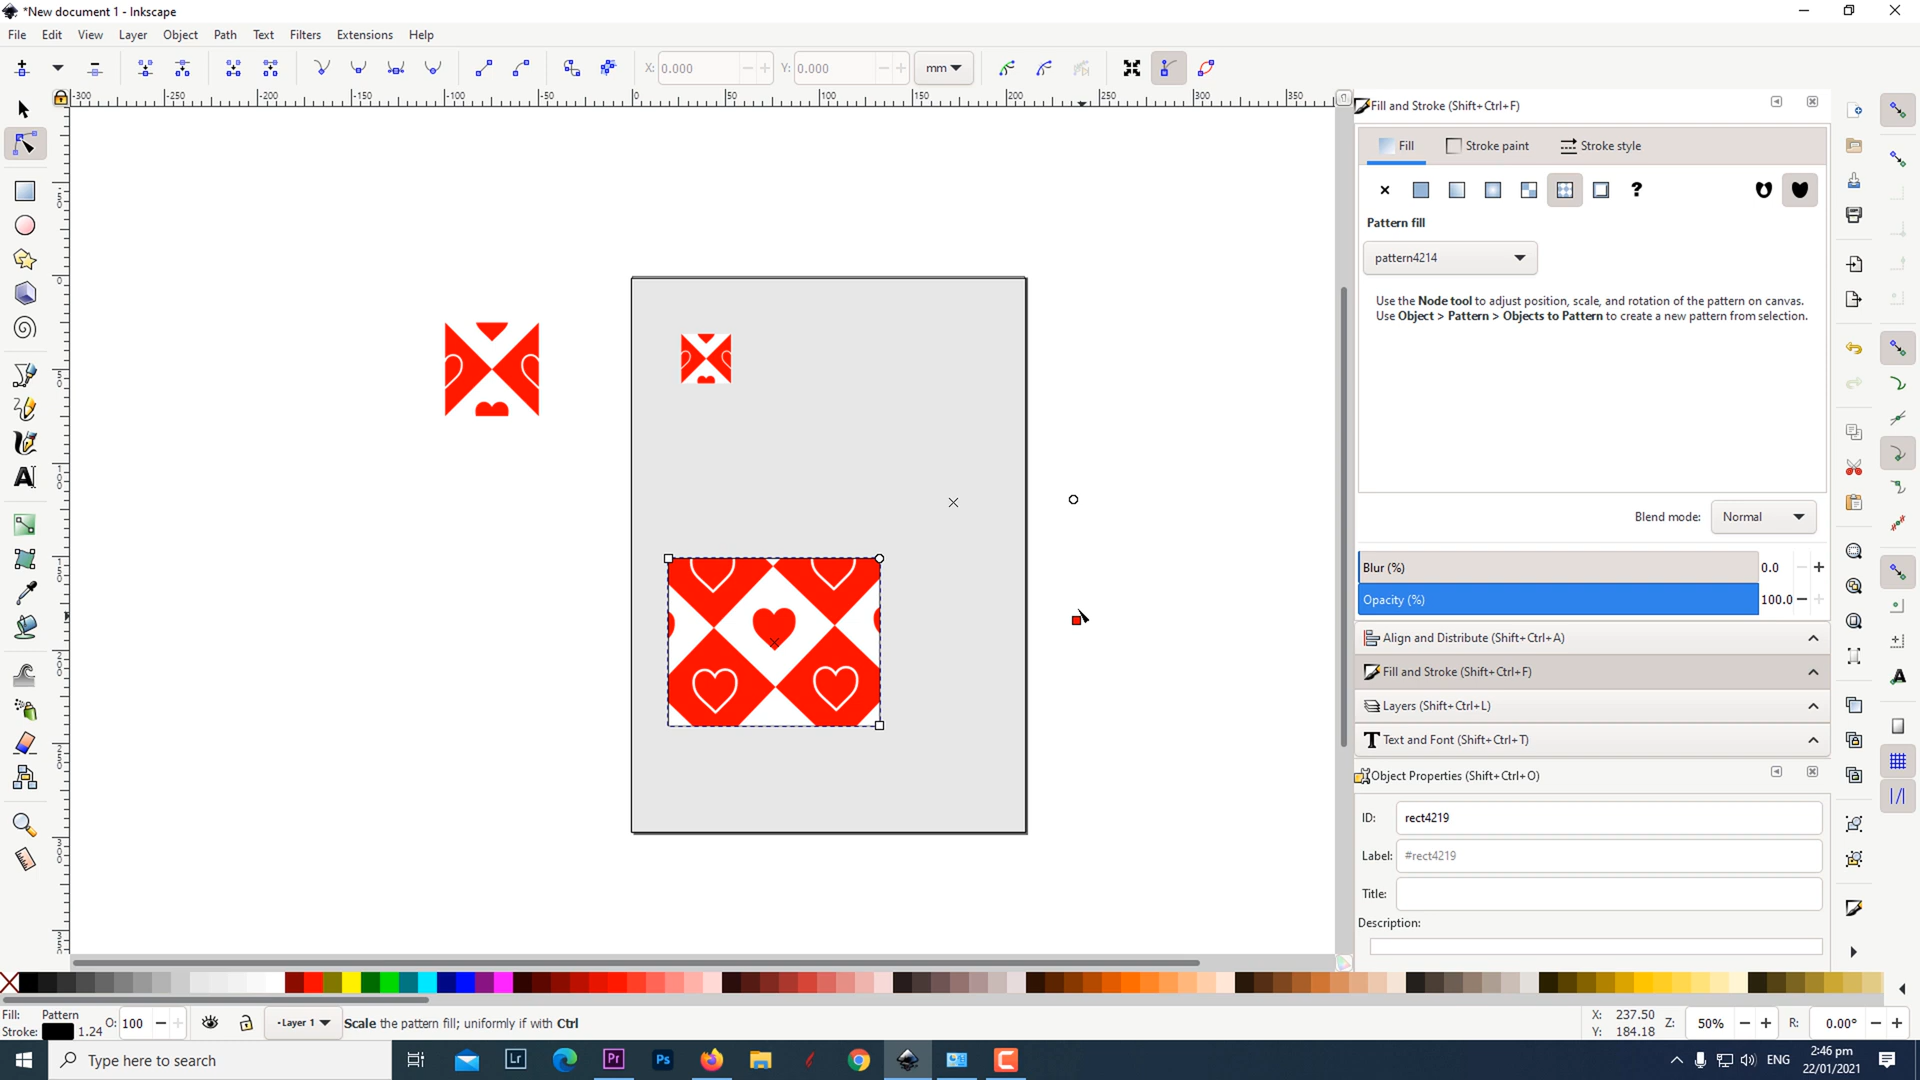 *New document 1 - Inkscape
File Edit View Layer Object Path Text Filters Extensions Help
X: 0.000 Y: 0.000 mm
Fill and Stroke (Shift+Ctrl+F)
Fill Stroke paint Stroke style
Pattern fill
pattern4214
Use the Node tool to adjust position, scale, and rotation of the pattern on canvas.
Use Object > Pattern > Objects to Pattern to create a new pattern from selection.
Blend mode: Normal
Blur (%) 0.0
Opacity (%) 100.0
Align and Distribute (Shift+Ctrl+A)
Fill and Stroke (Shift+Ctrl+F)
Layers (Shift+Ctrl+L)
Text and Font (Shift+Ctrl+T)
Object Properties (Shift+Ctrl+O)
ID: rect4219
Label: #rect4219
Title:
Description:
Fill: Pattern
Stroke: 1.24 O: 100 -Layer 1 Scale the pattern fill; uniformly if with Ctrl
X: 237.50
Y: 184.18
Z: 50% R: 0.00°
Type here to search
Lr Pr Ps
ENG
2:46 pm
22/01/2021